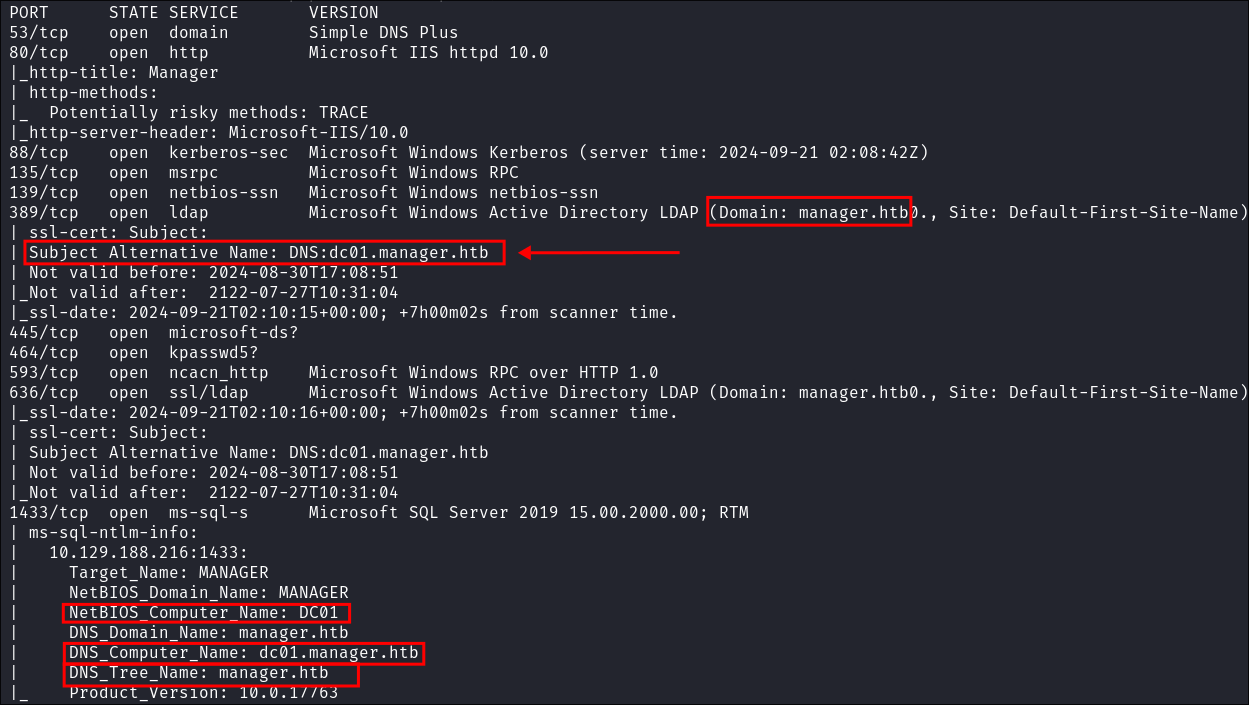 PORT      STATE SERVICE       VERSION
53/tcp    open  domain        Simple DNS Plus
80/tcp    open  http          Microsoft IIS httpd 10.0
|_http-title: Manager
| http-methods:
|_  Potentially risky methods: TRACE
|_http-server-header: Microsoft-IIS/10.0
88/tcp    open  kerberos-sec  Microsoft Windows Kerberos (server time: 2024-09-21 02:08:42Z)
135/tcp   open  msrpc         Microsoft Windows RPC
139/tcp   open  netbios-ssn   Microsoft Windows netbios-ssn
389/tcp   open  ldap          Microsoft Windows Active Directory LDAP (Domain: manager.htb0., Site: Default-First-Site-Name)
| ssl-cert: Subject:
| Subject Alternative Name: DNS:dc01.manager.htb
| Not valid before: 2024-08-30T17:08:51
|_Not valid after:  2122-07-27T10:31:04
|_ssl-date: 2024-09-21T02:10:15+00:00; +7h00m02s from scanner time.
445/tcp   open  microsoft-ds?
464/tcp   open  kpasswd5?
593/tcp   open  ncacn_http    Microsoft Windows RPC over HTTP 1.0
636/tcp   open  ssl/ldap      Microsoft Windows Active Directory LDAP (Domain: manager.htb0., Site: Default-First-Site-Name)
|_ssl-date: 2024-09-21T02:10:16+00:00; +7h00m02s from scanner time.
| ssl-cert: Subject:
| Subject Alternative Name: DNS:dc01.manager.htb
| Not valid before: 2024-08-30T17:08:51
|_Not valid after:  2122-07-27T10:31:04
1433/tcp  open  ms-sql-s      Microsoft SQL Server 2019 15.00.2000.00; RTM
| ms-sql-ntlm-info:
|   10.129.188.216:1433:
|     Target_Name: MANAGER
|     NetBIOS_Domain_Name: MANAGER
|     NetBIOS_Computer_Name: DC01
|     DNS_Domain_Name: manager.htb
|     DNS_Computer_Name: dc01.manager.htb
|     DNS_Tree_Name: manager.htb
|_    Product_Version: 10.0.17763